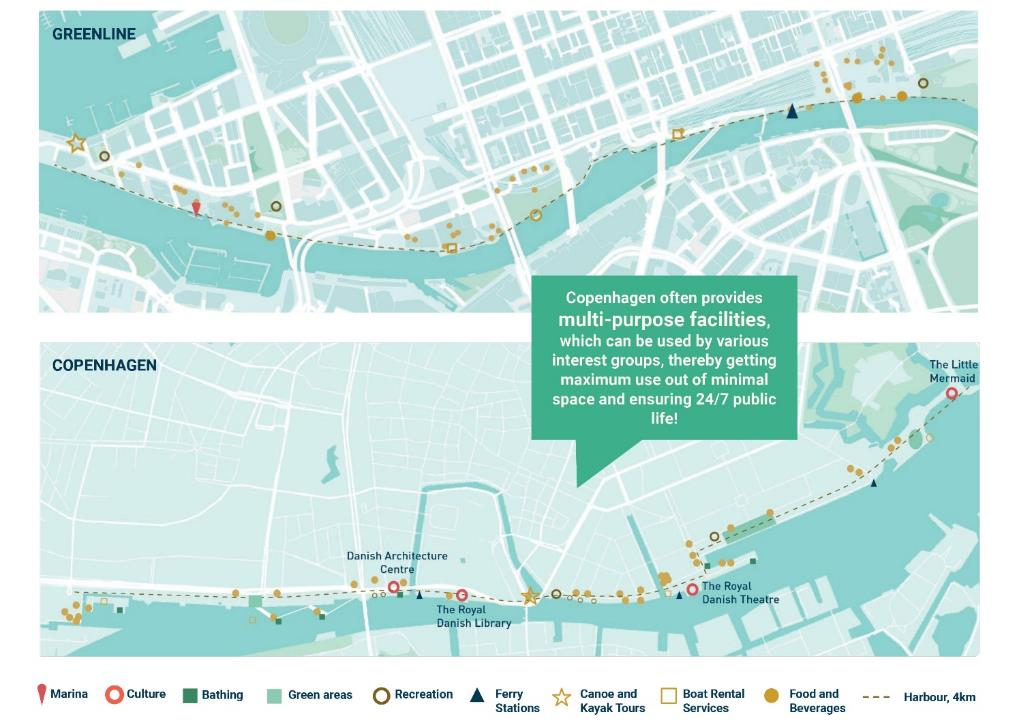 GREENLINE
Copenhagen often provides
multi-purpose facilities,
which can be used by various
interest groups, thereby getting
maximum use out of minimal
space and ensuring 24/7 public
life!
COPENHAGEN
The Little
Mermaid
Danish Architecture
Centre
The Royal
Danish Library
The Royal
Danish Theatre
Marina
Culture
Bathing
Green areas
Recreation
Ferry
Stations
Canoe and
Kayak Tours
Boat Rental
Services
Food and
Beverages
Harbour, 4km